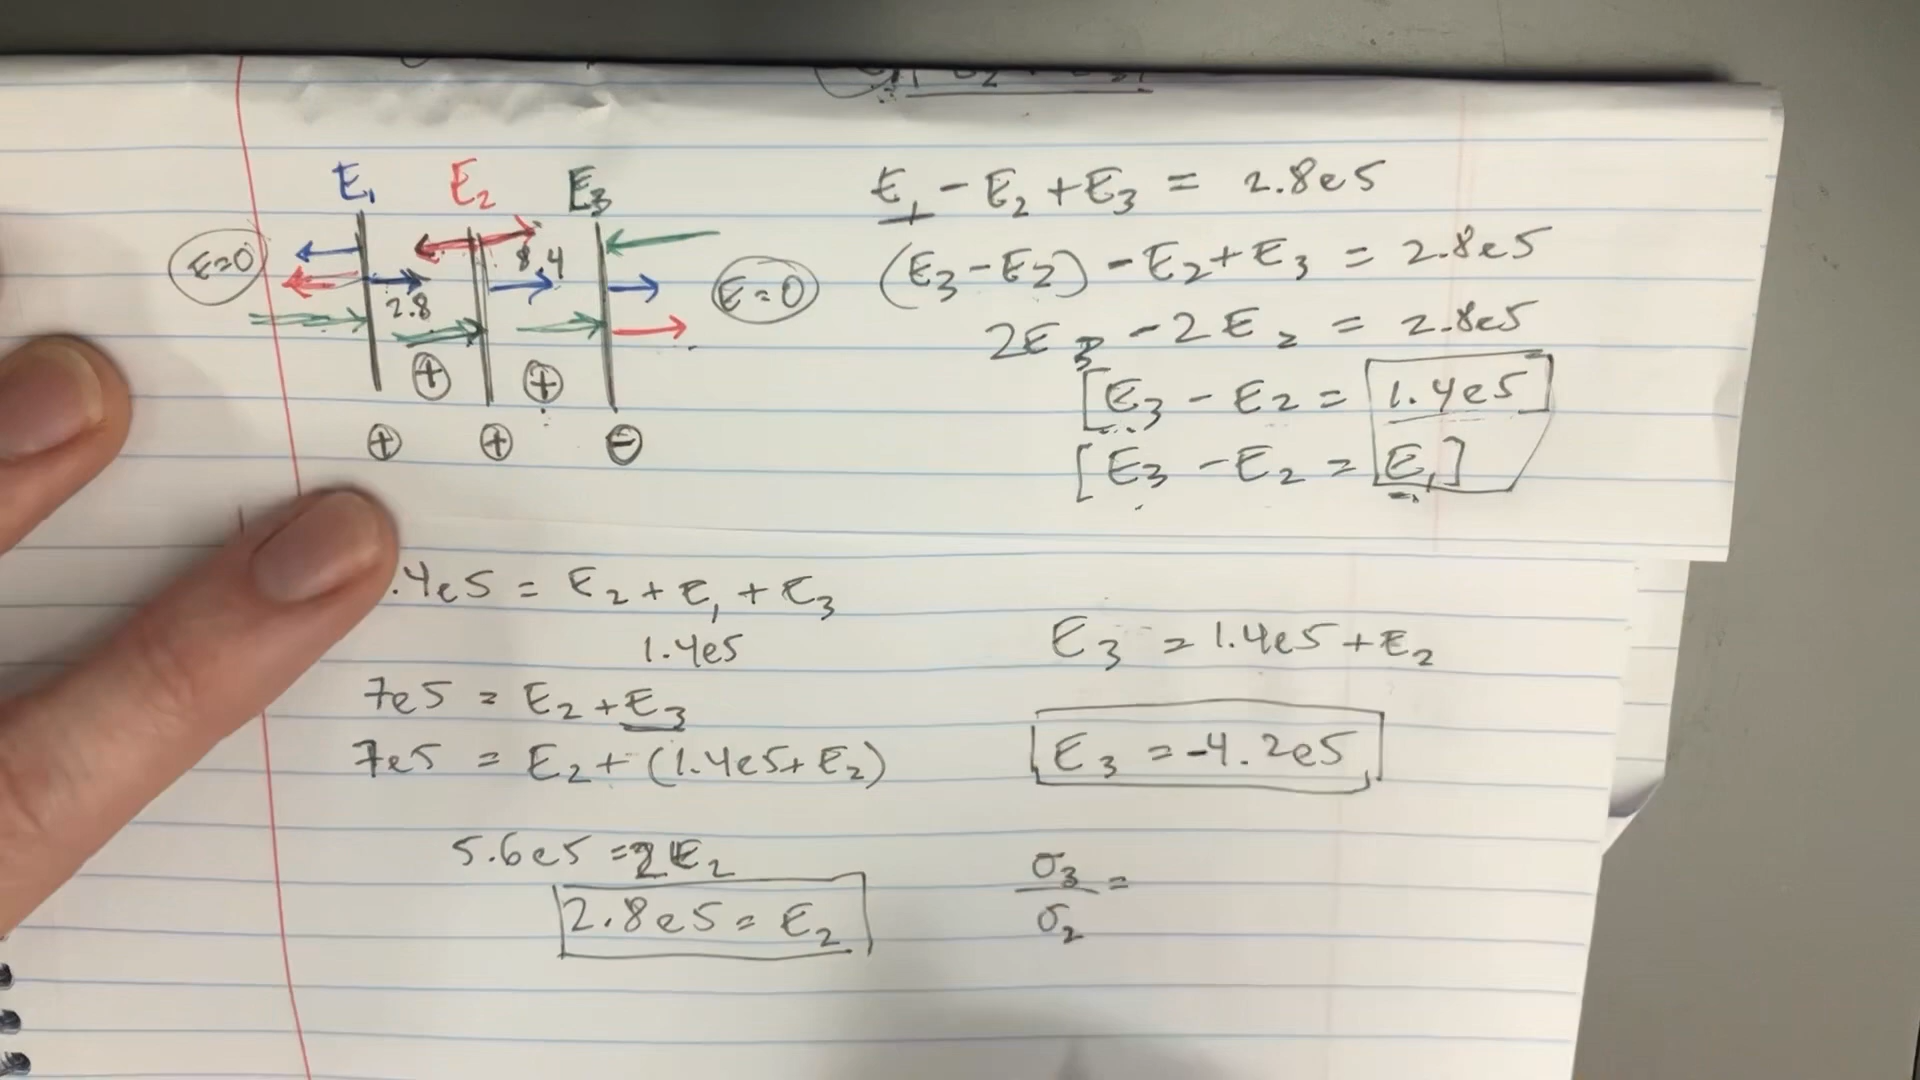 E₁ E₂ E₃
E=0 8.4 E=0
2.8
+ +
+ + −
E₁ − E₂ + E₃ = 2.8e5
(E₃ − E₂) − E₂ + E₃ = 2.8e5
2E₃ − 2E₂ = 2.8e5
[E₃ − E₂ = 1.4e5]
[E₃ − E₂ = E₁]
.4e5 = E₂ + E₁ + E₃
1.4e5
7e5 = E₂ + E₃
7e5 = E₂ + (1.4e5 + E₂)
5.6e5 = 2E₂
2.8e5 = E₂
E₃ = 1.4e5 + E₂
E₃ = -4.2e5
σ₃
/σ₂ =